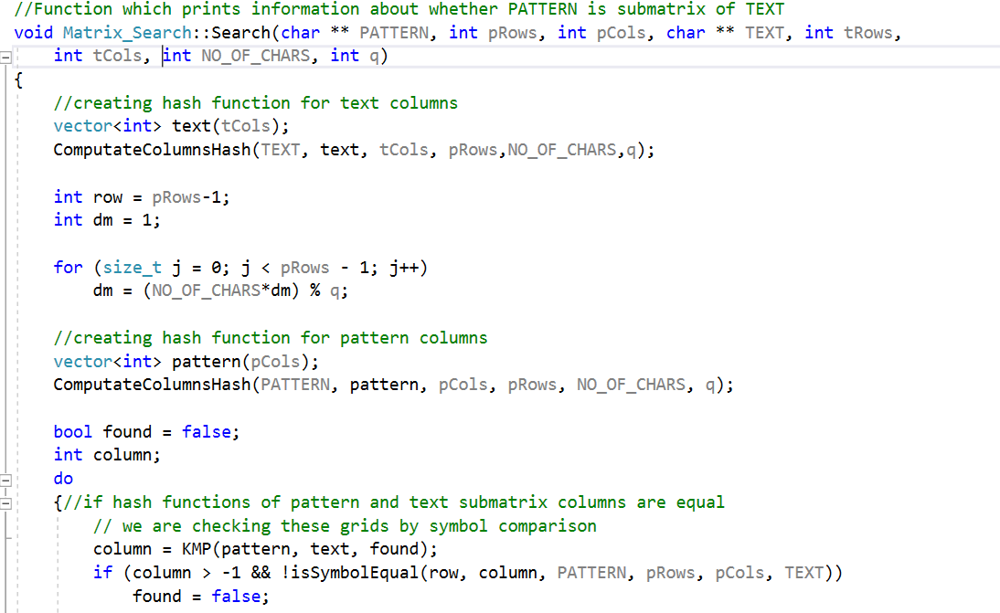 //Function which prints information about whether PATTERN is submatrix of TEXT
void Matrix_Search::Search(char ** PATTERN, int pRows, int pCols, char ** TEXT, int tRows,
    int tCols, int NO_OF_CHARS, int q)
{
    //creating hash function for text columns
    vector<int> text(tCols);
    ComputateColumnsHash(TEXT, text, tCols, pRows,NO_OF_CHARS,q);

    int row = pRows-1;
    int dm = 1;

    for (size_t j = 0; j < pRows - 1; j++)
        dm = (NO_OF_CHARS*dm) % q;

    //creating hash function for pattern columns
    vector<int> pattern(pCols);
    ComputateColumnsHash(PATTERN, pattern, pCols, pRows, NO_OF_CHARS, q);

    bool found = false;
    int column;
    do
    {//if hash functions of pattern and text submatrix columns are equal
        // we are checking these grids by symbol comparison
        column = KMP(pattern, text, found);
        if (column > -1 && !isSymbolEqual(row, column, PATTERN, pRows, pCols, TEXT))
            found = false;